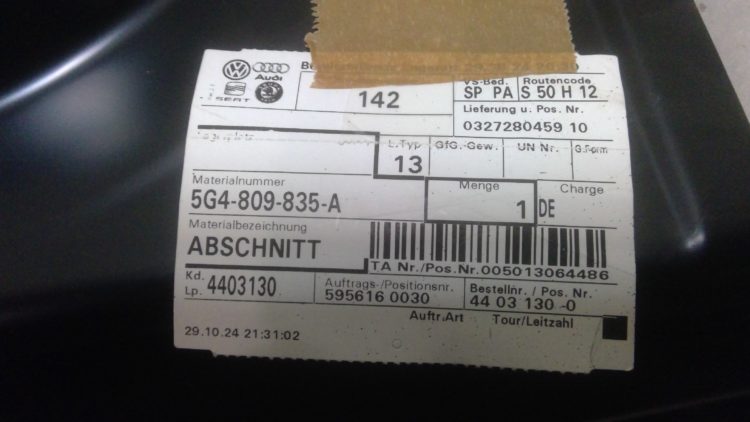 Audi
SEAT
142
VS-Bed. Routencode
SP PA S 50 H 12
Lieferung u. Pos. Nr.
0327280459 10
L.Typ GfG.-Gew. UN Nr. G.Form
13
Materialnummer
Menge
Charge
5G4-809-835-A
1 DE
Materialbezeichnung
ABSCHNITT
TA Nr./Pos.Nr.005013064486
Kd.
Lp. 4403130
Auftrags-/Positionsnr.
595616 0030
Bestellnr. / Pos. Nr.
44 03 130 -0
Auftr.Art Tour/Leitzahl
29.10.24 21:31:02